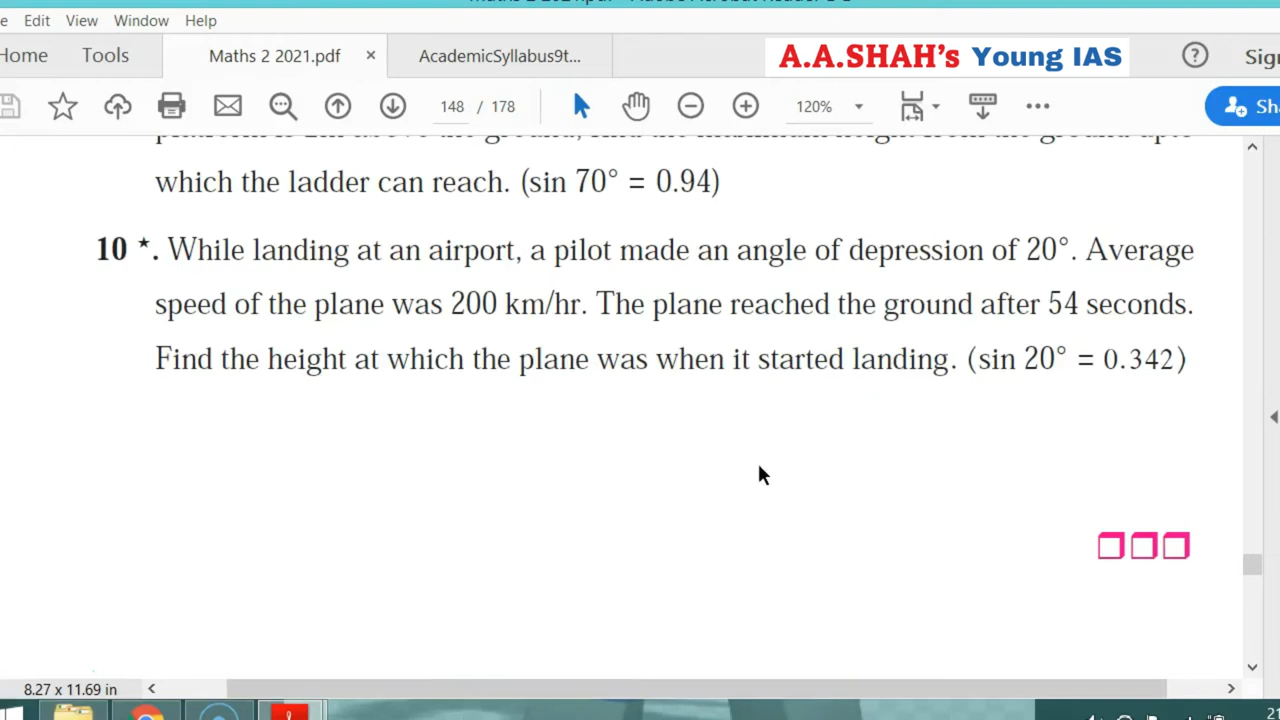 Edit View Window Help
Home Tools Maths 2 2021.pdf × AcademicSyllabus9t... A.A.SHAH's Young IAS ? Sig
148 / 178 120% Sh
which the ladder can reach. (sin 70° = 0.94)
10 ★. While landing at an airport, a pilot made an angle of depression of 20°. Average
speed of the plane was 200 km/hr. The plane reached the ground after 54 seconds.
Find the height at which the plane was when it started landing. (sin 20° = 0.342)
8.27 x 11.69 in